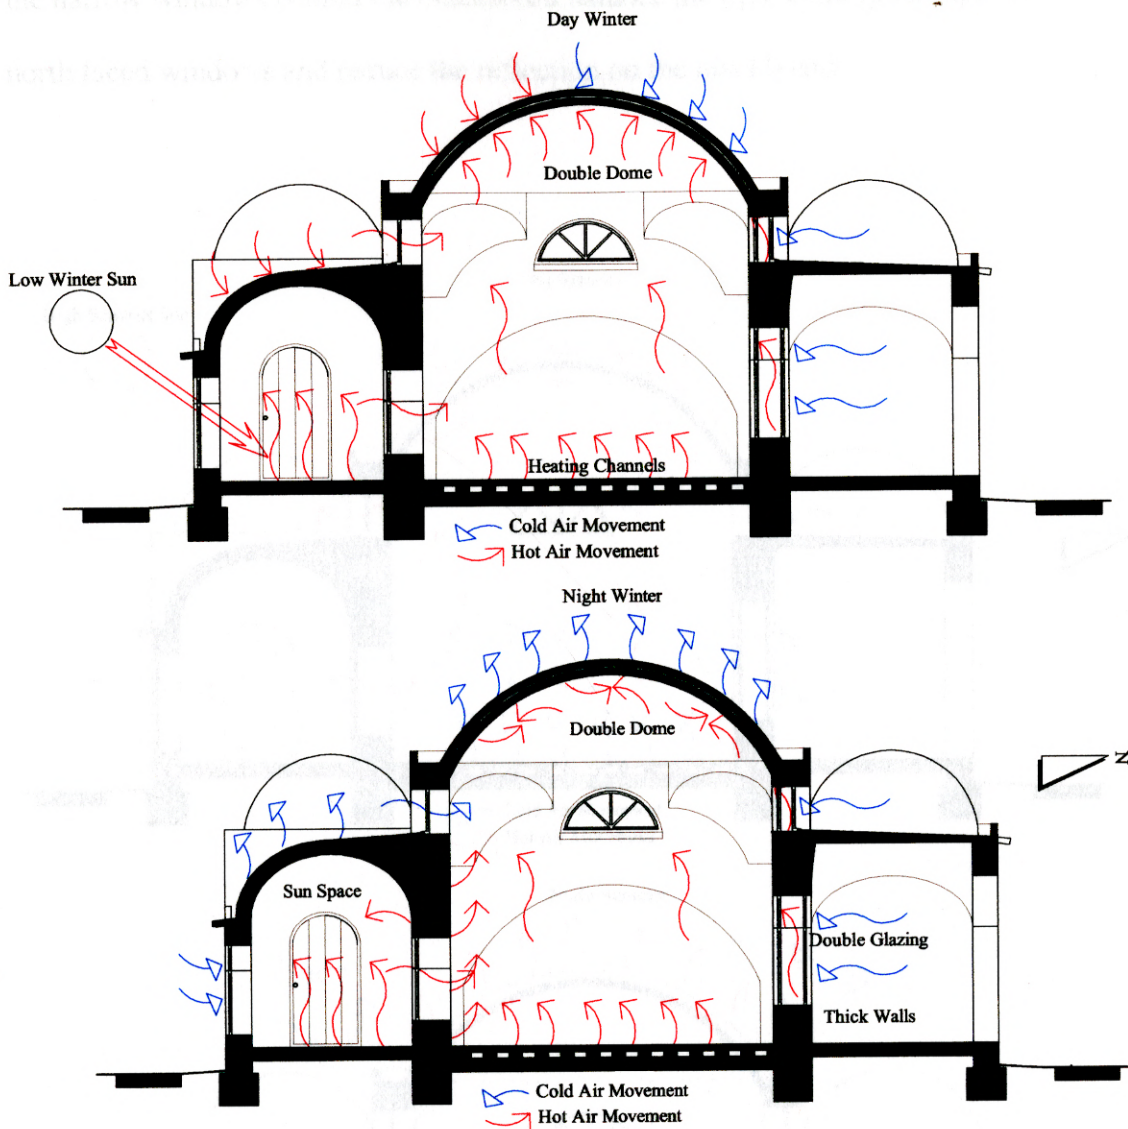 Day Winter
Double Dome
Low Winter Sun
Heating Channels
Cold Air Movement
Hot Air Movement
Night Winter
Double Dome
N
Sun Space
Double Glazing
Thick Walls
Cold Air Movement
Hot Air Movement